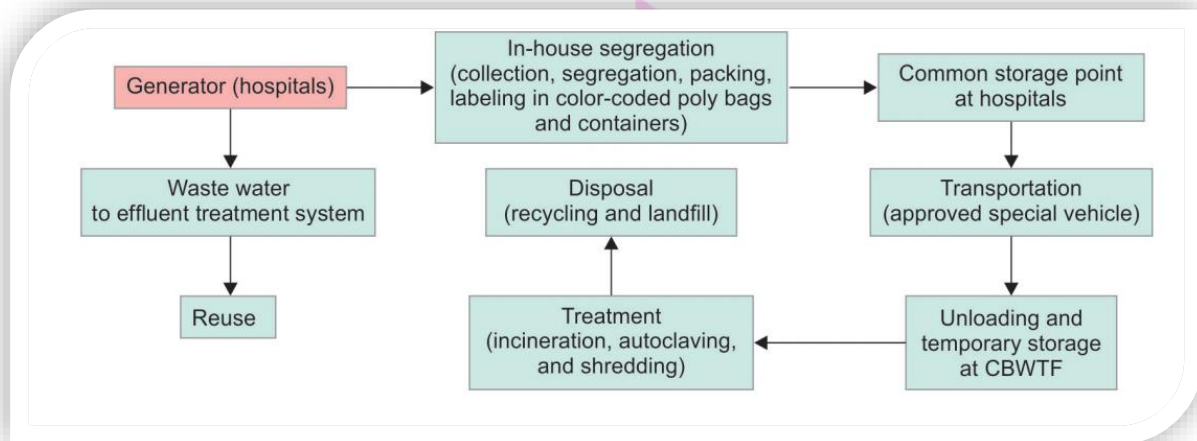 Generator (hospitals)
In-house segregation
(collection, segregation, packing,
labeling in color-coded poly bags
and containers)
Common storage point
at hospitals
Waste water
to effluent treatment system
Disposal
(recycling and landfill)
Transportation
(approved special vehicle)
Reuse
Treatment
(incineration, autoclaving,
and shredding)
Unloading and
temporary storage
at CBWTF